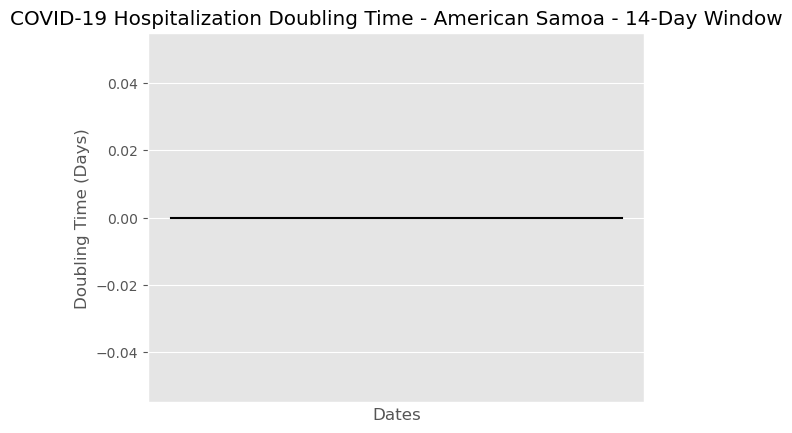 COVID-19 Hospitalization Doubling Time - American Samoa - 14-Day Window
Doubling Time (Days)
0.04
0.02
0.00
−0.02
−0.04
Dates